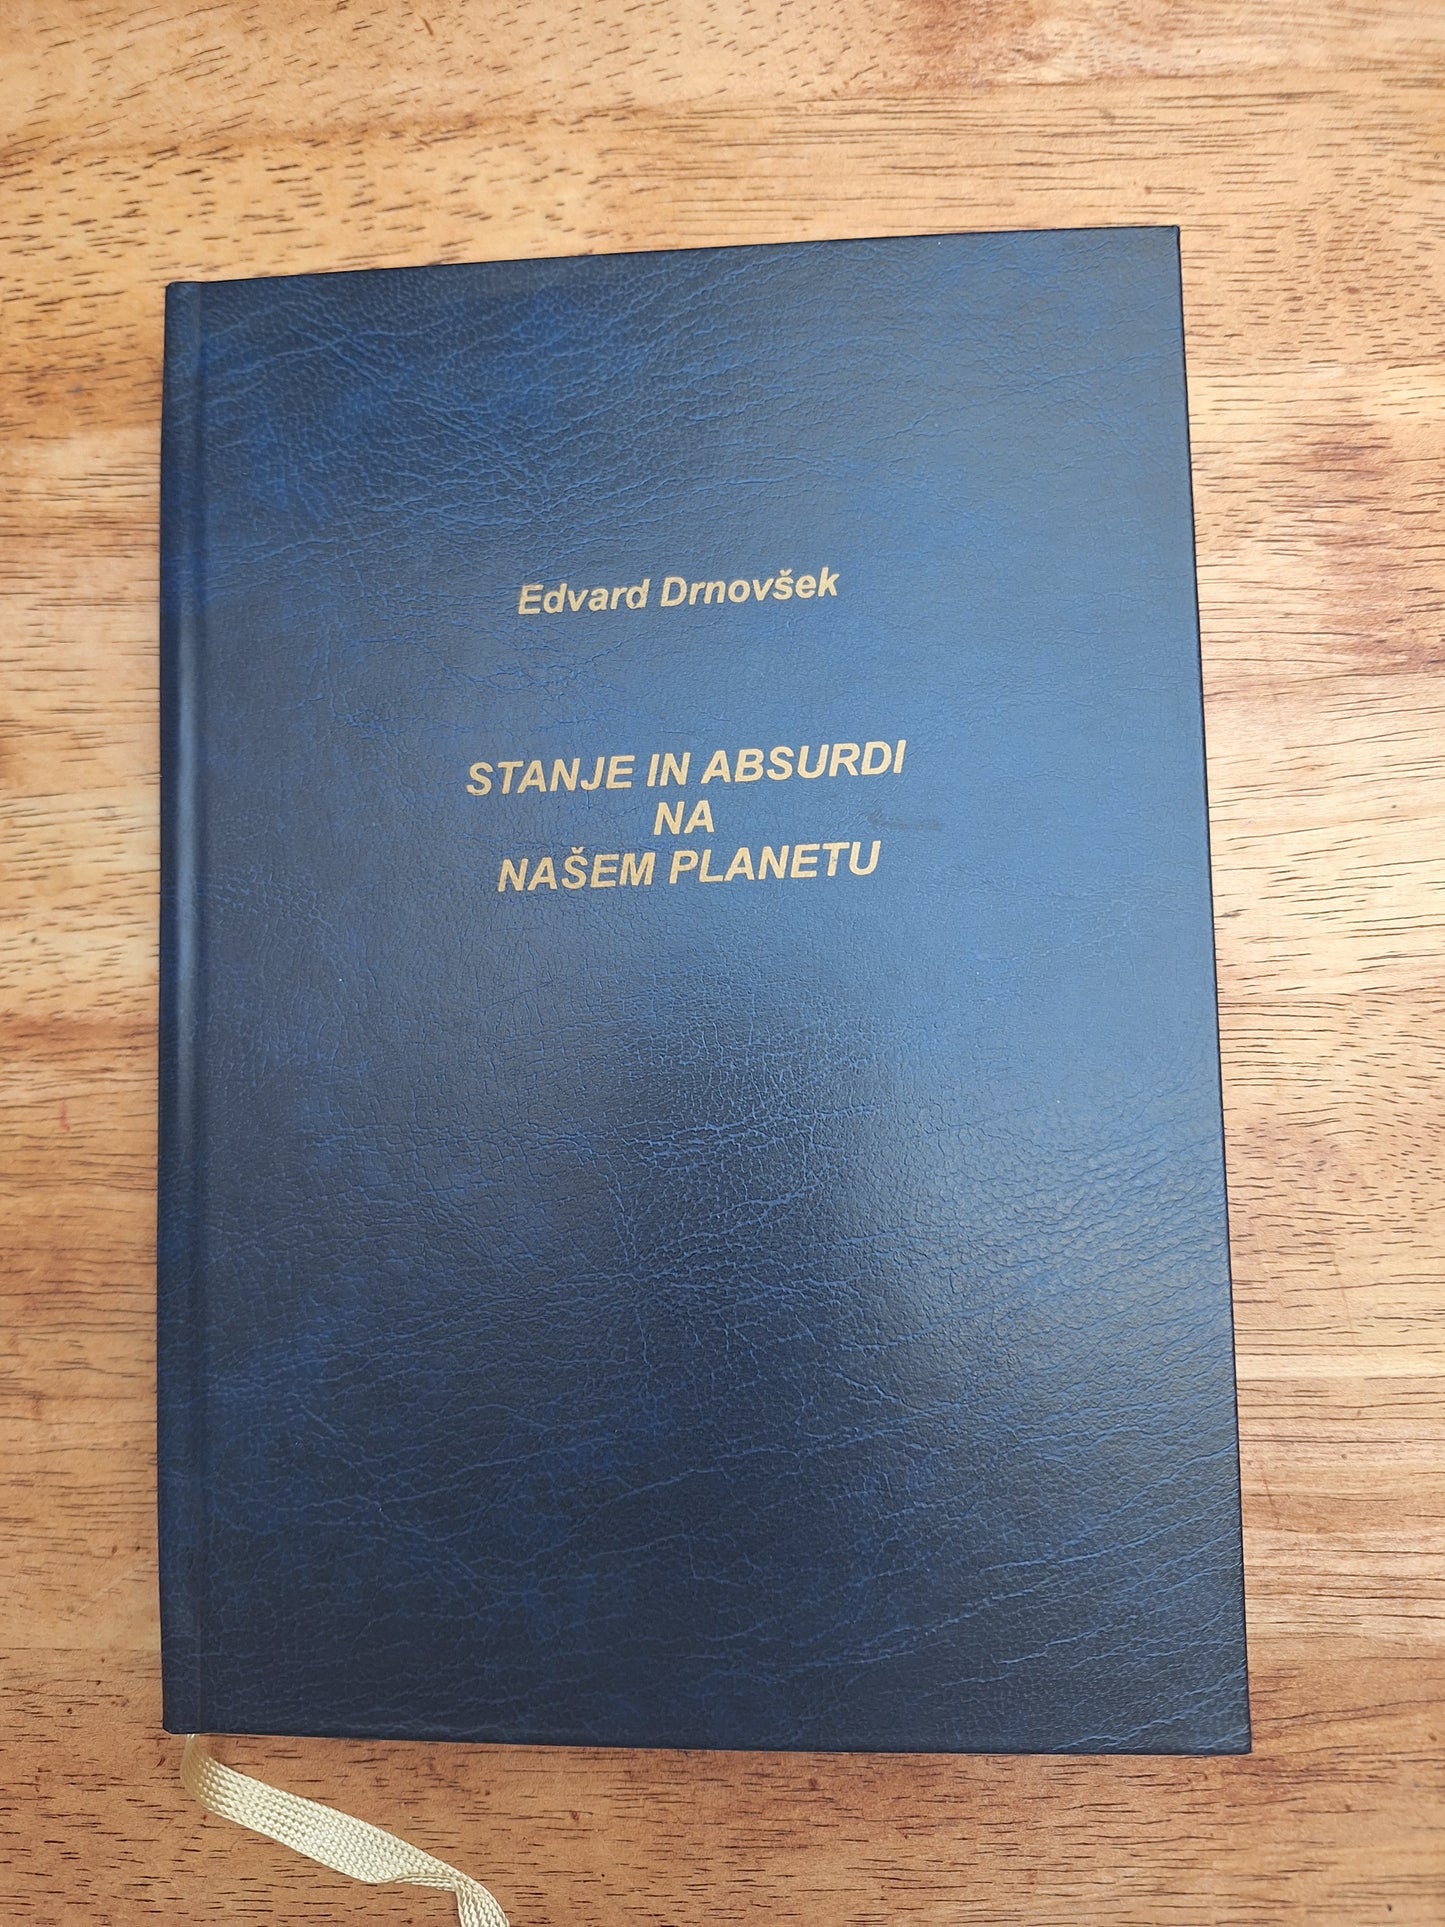 Edvard Drnovšek
STANJE IN ABSURDI
NA
NAŠEM PLANETU